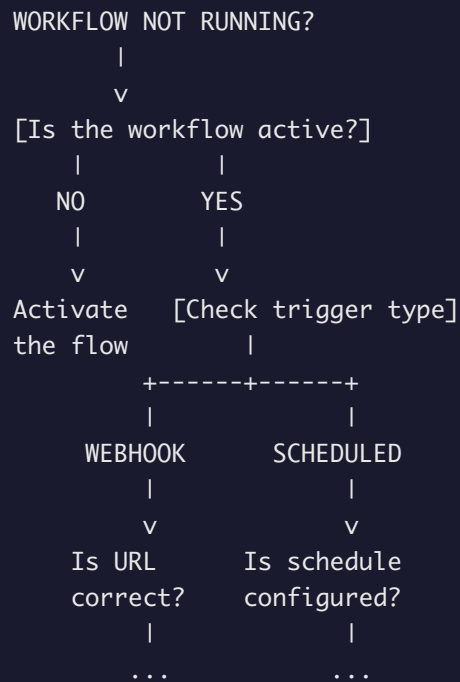 WORKFLOW NOT RUNNING?
|
v
[Is the workflow active?]
| |
NO YES
| |
v v
Activate [Check trigger type]
the flow |
+------+------+
| |
WEBHOOK SCHEDULED
| |
v v
Is URL Is schedule
correct? configured?
| |
... ...